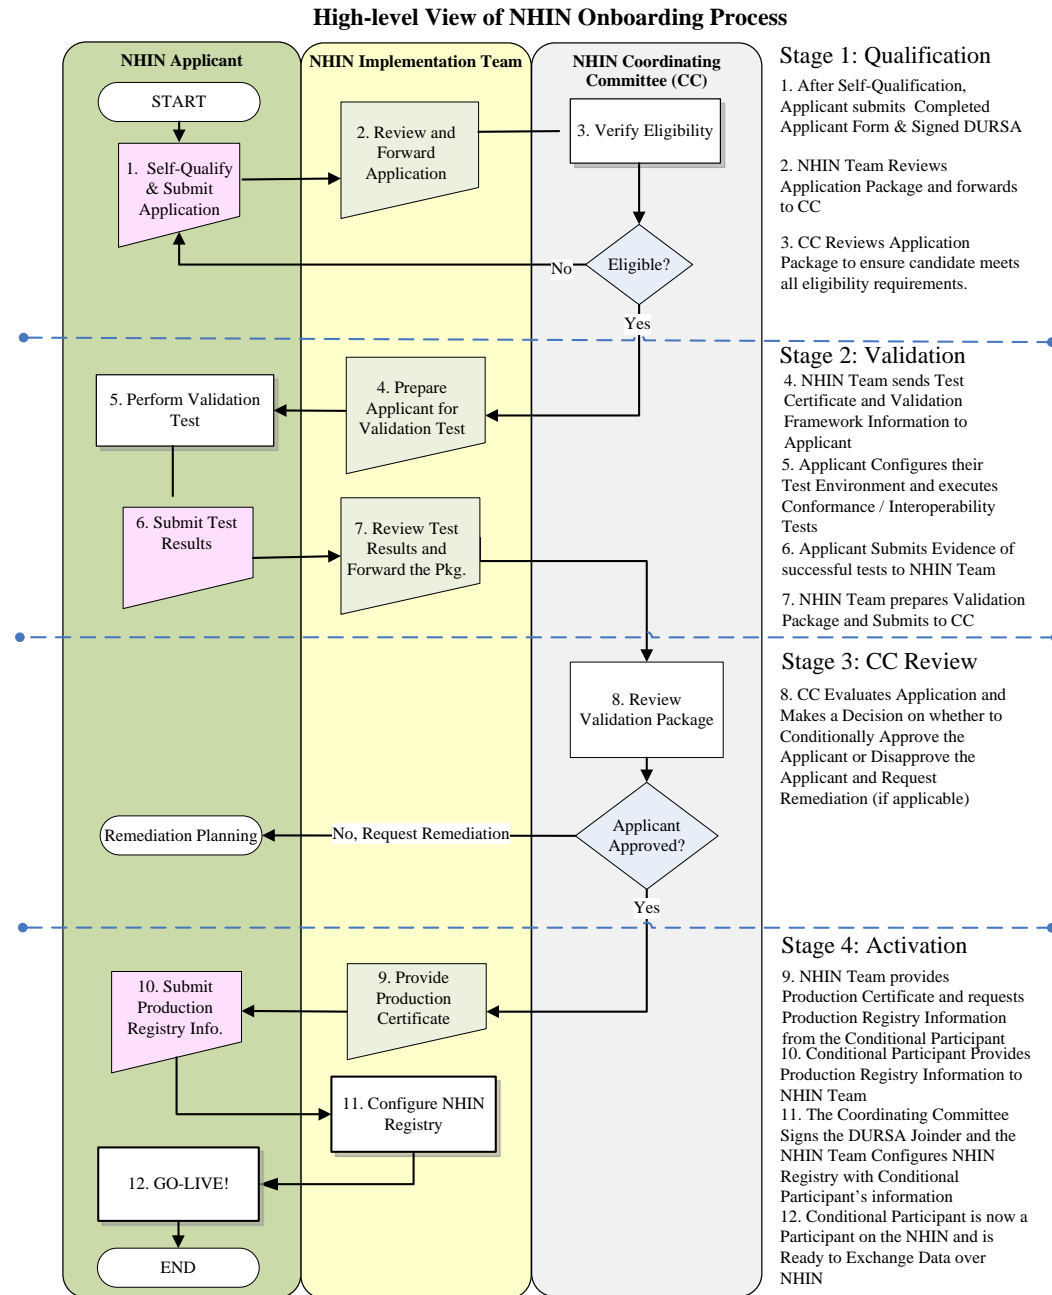 High-level View of NHIN Onboarding Process
NHIN Applicant
NHIN Implementation Team
NHIN Coordinating
Committee (CC)
START
1. Self-Qualify
& Submit
Application
2. Review and
Forward
Application
3. Verify Eligibility
Eligible?
No
Yes
Stage 1: Qualification
1. After Self-Qualification,
Applicant submits Completed
Applicant Form & Signed DURSA
2. NHIN Team Reviews
Application Package and forwards
to CC
3. CC Reviews Application
Package to ensure candidate meets
all eligibility requirements.
5. Perform Validation
Test
4. Prepare
Applicant for
Validation Test
6. Submit Test
Results
7. Review Test
Results and
Forward the Pkg.
Stage 2: Validation
4. NHIN Team sends Test
Certificate and Validation
Framework Information to
Applicant
5. Applicant Configures their
Test Environment and executes
Conformance / Interoperability
Tests
6. Applicant Submits Evidence of
successful tests to NHIN Team
7. NHIN Team prepares Validation
Package and Submits to CC
8. Review
Validation Package
Applicant
Approved?
No, Request Remediation
Remediation Planning
Yes
Stage 3: CC Review
8. CC Evaluates Application and
Makes a Decision on whether to
Conditionally Approve the
Applicant or Disapprove the
Applicant and Request
Remediation (if applicable)
10. Submit
Production
Registry Info.
9. Provide
Production
Certificate
11. Configure NHIN
Registry
12. GO-LIVE!
END
Stage 4: Activation
9. NHIN Team provides
Production Certificate and requests
Production Registry Information
from the Conditional Participant
10. Conditional Participant Provides
Production Registry Information to
NHIN Team
11. The Coordinating Committee
Signs the DURSA Joinder and the
NHIN Team Configures NHIN
Registry with Conditional
Participant’s information
12. Conditional Participant is now a
Participant on the NHIN and is
Ready to Exchange Data over
NHIN